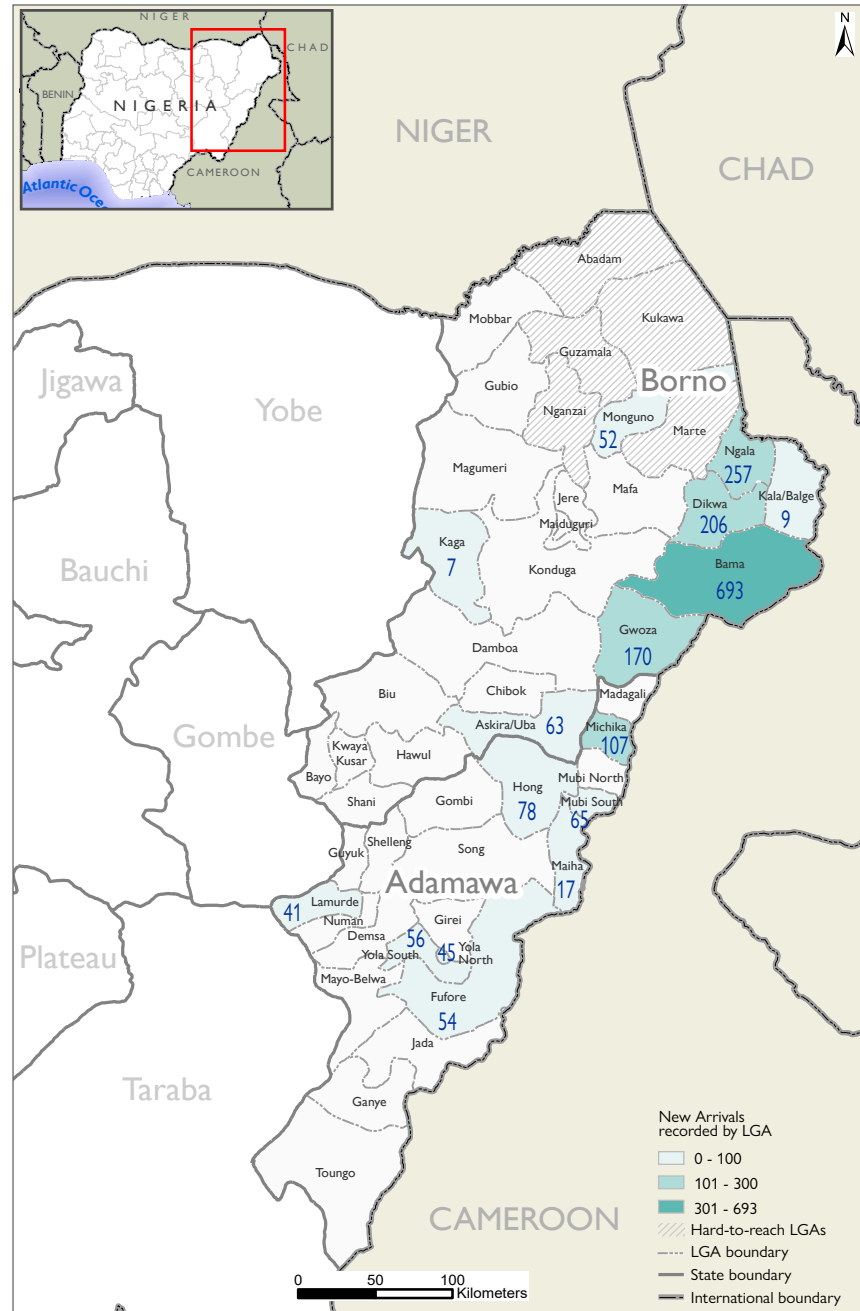 NIGER
CHAD
BENIN
NIGERIA
CAMEROON
Atlantic Oce
N
NIGER
CHAD
Abadam
Mobbar
Kukawa
Guzamala
Jigawa
Borno
Gubio
Yobe
Nganzai
Monguno
52
Marte
Ngala
257
Magumeri
Jere
Mafa
Dikwa
206
Kala/Balge
9
Maiduguri
Kaga
7
Bauchi
Konduga
Bama
693
Gwoza
170
Damboa
Chibok
Madagali
Biu
Askira/Uba
63
Michika
107
Gombe
Kwaya
Kusar
Hawul
Bayo
Mubi North
Hong
78
Shani
Gombi
Mubi South
65
Shelleng
Guyuk
Song
Maiha
17
Adamawa
Lamurde
41
Numan
Girei
Demsa
56
45
Yola
North
Yola South
Plateau
Mayo-Belwa
Fufore
54
Jada
Taraba
Ganye
Toungo
CAMEROON
New Arrivals
recorded by LGA
0 - 100
101 - 300
301 - 693
Hard-to-reach LGAs
LGA boundary
State boundary
International boundary
0 50 100
Kilometers